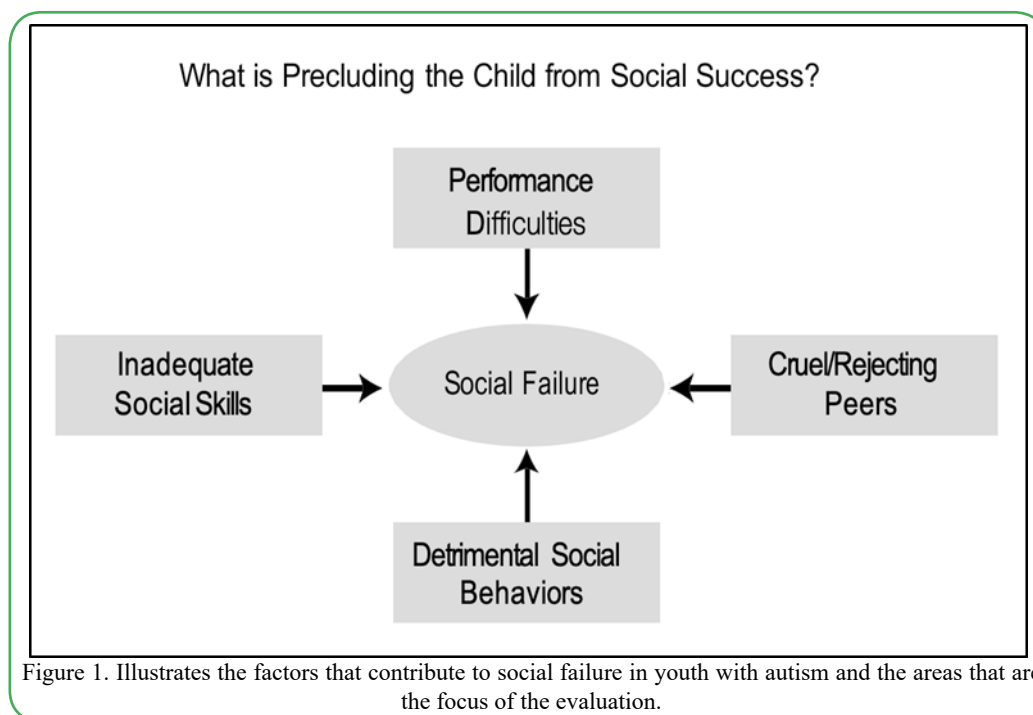 What is Precluding the Child from Social Success?
Performance
Difficulties
Inadequate
Social Skills
Social Failure
Cruel/Rejecting
Peers
Detrimental Social
Behaviors
Figure 1. Illustrates the factors that contribute to social failure in youth with autism and the areas that are
the focus of the evaluation.